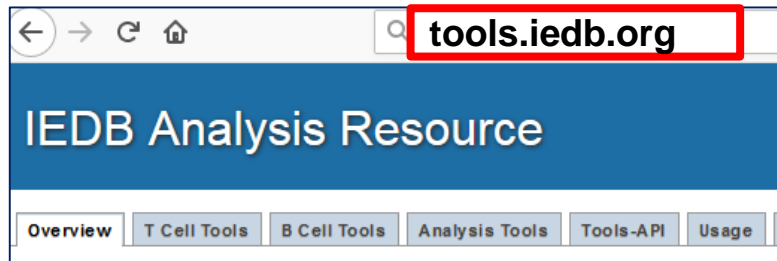 tools.iedb.org
IEDB Analysis Resource
Overview T Cell Tools B Cell Tools Analysis Tools Tools-API Usage